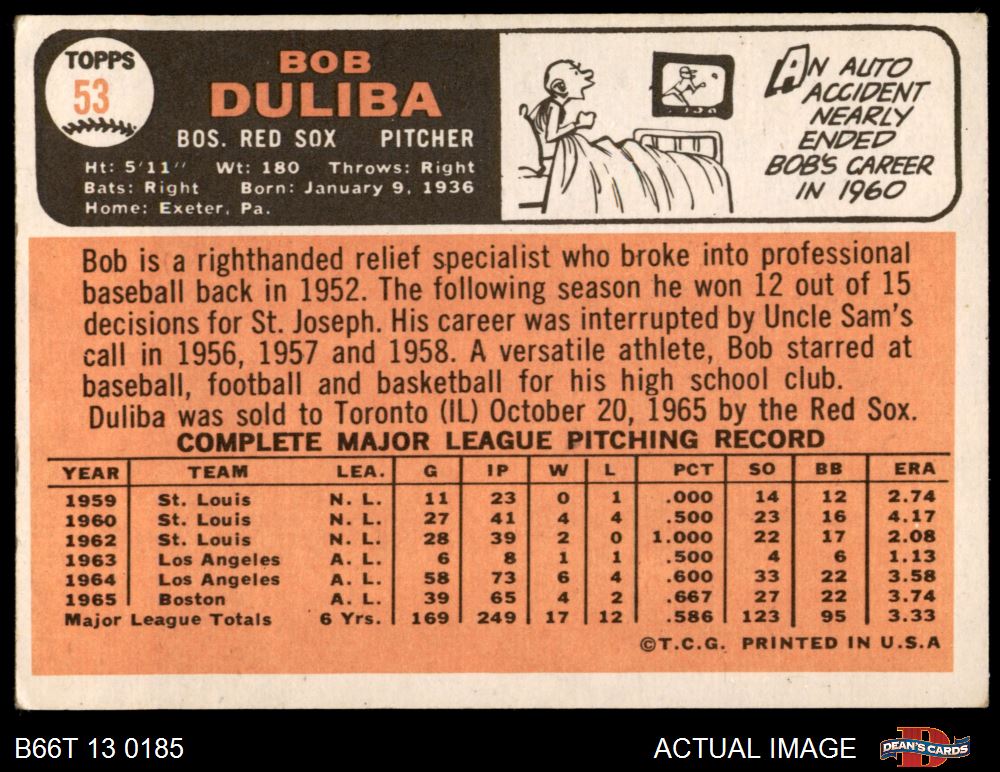 TOPPS
53
BOB
DULIBA
BOS. RED SOX PITCHER
Ht: 5'11" Wt: 180 Throws: Right
Bats: Right Born: January 9, 1936
Home: Exeter, Pa.
AN AUTO
ACCIDENT
NEARLY
ENDED
BOB'S CAREER
IN 1960
Bob is a righthanded relief specialist who broke into professional
baseball back in 1952. The following season he won 12 out of 15
decisions for St. Joseph. His career was interrupted by Uncle Sam's
call in 1956, 1957 and 1958. A versatile athlete, Bob starred at
baseball, football and basketball for his high school club.
Duliba was sold to Toronto (IL) October 20, 1965 by the Red Sox.
COMPLETE MAJOR LEAGUE PITCHING RECORD
YEAR TEAM LEA. G IP W L PCT SO BB ERA
1959 St. Louis N. L. 11 23 0 1 .000 14 12 2.74
1960 St. Louis N. L. 27 41 4 4 .500 23 16 4.17
1962 St. Louis N. L. 28 39 2 0 1.000 22 17 2.08
1963 Los Angeles A. L. 6 8 1 1 .500 4 6 1.13
1964 Los Angeles A. L. 58 73 6 4 .600 33 22 3.58
1965 Boston A. L. 39 65 4 2 .667 27 22 3.74
Major League Totals 6 Yrs. 169 249 17 12 .586 123 95 3.33
©T.C.G. PRINTED IN U.S.A
B66T 13 0185
ACTUAL IMAGE
DEAN'S CARDS